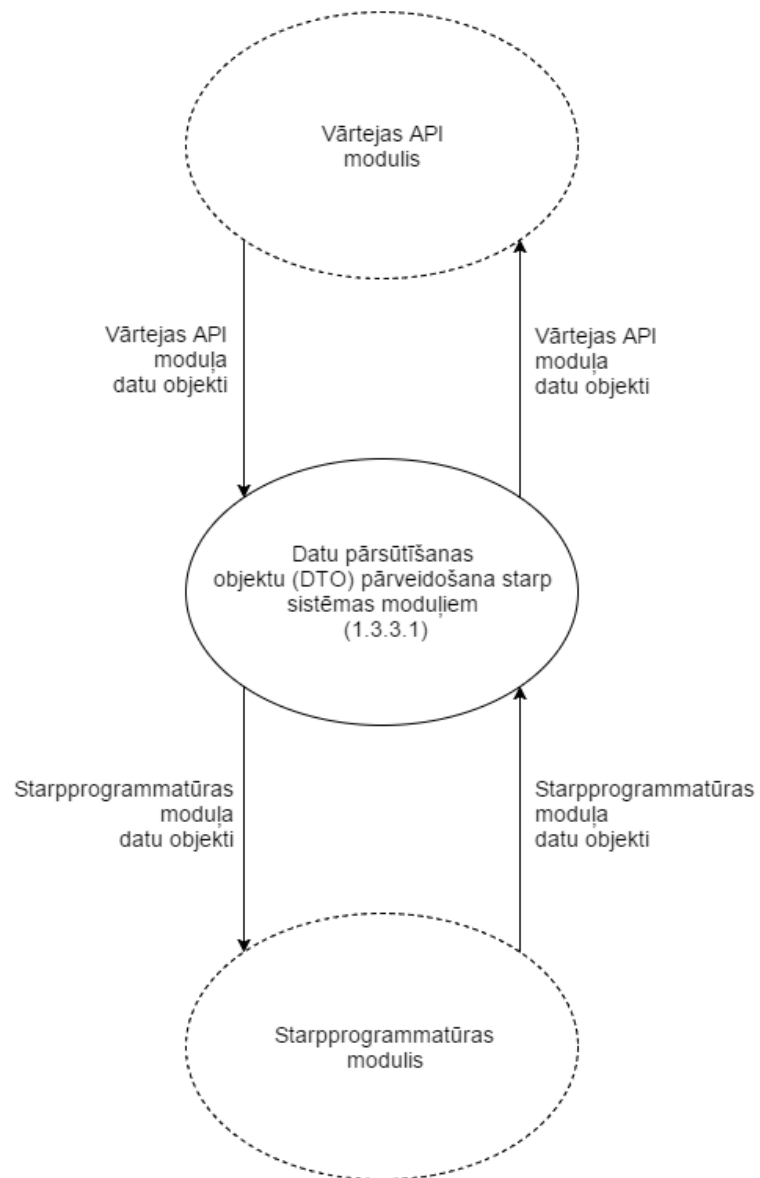 Vārtejas API
modulis
Vārtejas API
moduļa
datu objekti
Vārtejas API
moduļa
datu objekti
Datu pārsūtīšanas
objektu (DTO) pārveidošana starp
sistēmas moduļiem
(1.3.3.1)
Starpprogrammatūras
moduļa
datu objekti
Starpprogrammatūras
moduļa
datu objekti
Starpprogrammatūras
modulis